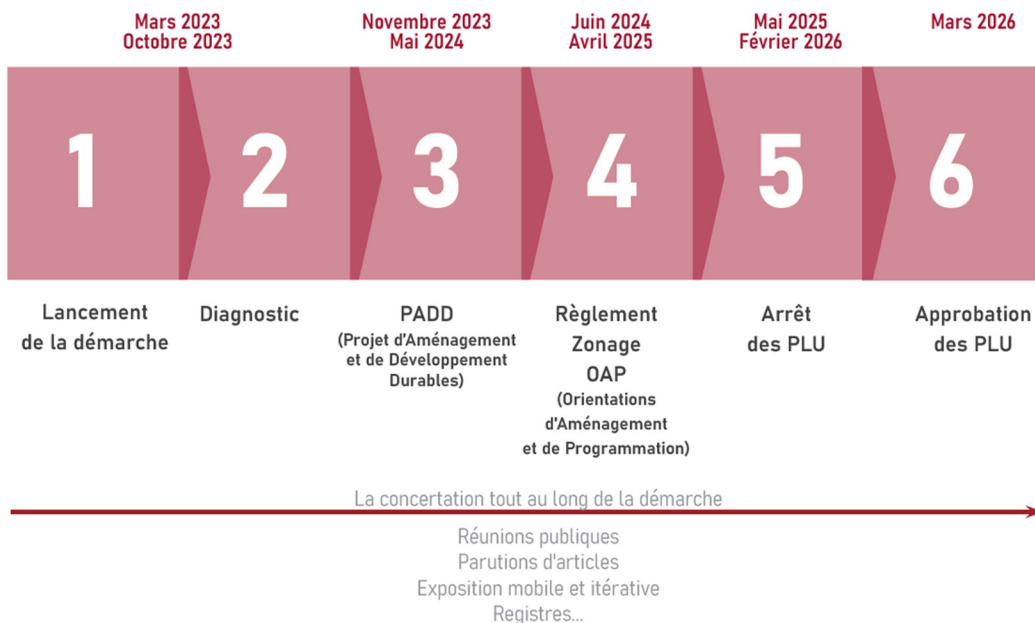 Mars 2023
Octobre 2023
Novembre 2023
Mai 2024
Juin 2024
Avril 2025
Mai 2025
Février 2026
Mars 2026
1
2
3
4
5
6
Lancement
de la démarche
Diagnostic
PADD
(Projet d'Aménagement
et de Développement
Durables)
Règlement
Zonage
OAP
(Orientations
d'Aménagement
et de Programmation)
Arrêt
des PLU
Approbation
des PLU
La concertation tout au long de la démarche
Réunions publiques
Parutions d'articles
Exposition mobile et itérative
Registres...